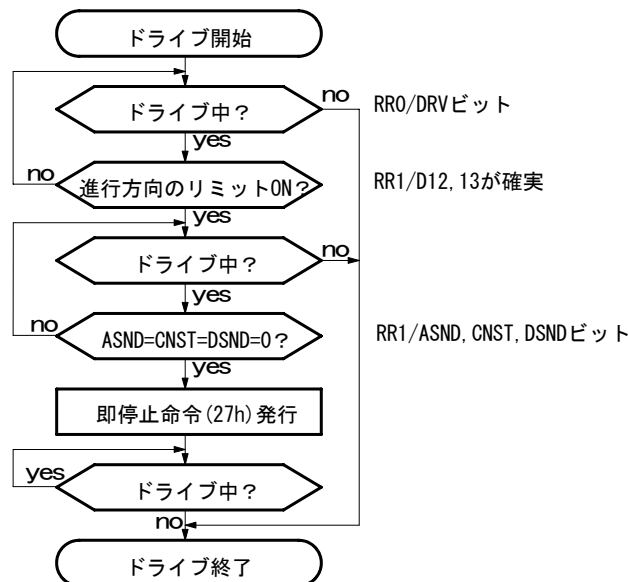 ドライブ開始
ドライブ中？
no
RR0/DRVビット
yes
no
進行方向のリミットON？
RR1/D12,13が確実
yes
ドライブ中？
no
yes
no
ASND=CNST=DSND=0？
RR1/ASND,CNST,DSNDビット
yes
即停止命令(27h)発行
yes
ドライブ中？
no
ドライブ終了